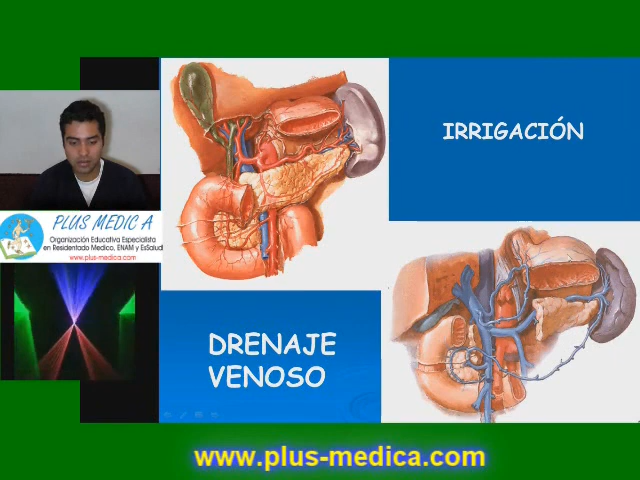 IRRIGACIÓN
PLUS MEDIC A
Organización Educativa Especialista
en Residentado Medico, ENAM y EsSalud
www.plus-medica.com
DRENAJE
VENOSO
www.plus-medica.com